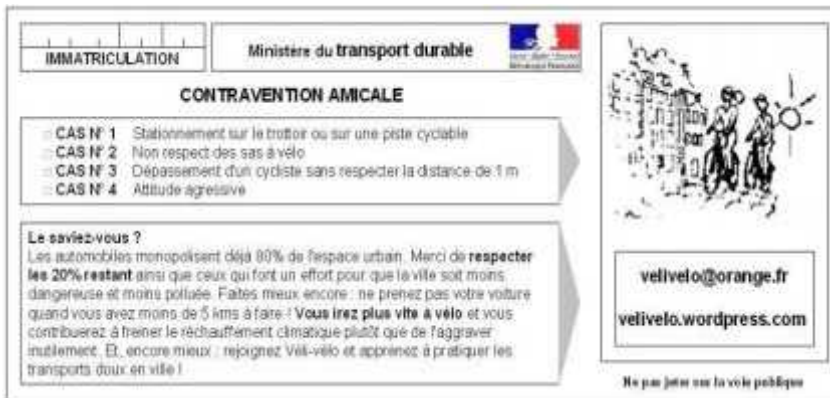 IMMATRICULATION
Ministère du transport durable
CONTRAVENTION AMICALE
CAS N° 1 Stationnement sur le trottoir ou sur une piste cyclable
CAS N° 2 Non respect des sas à vélo
CAS N° 3 Dépassement d'un cycliste sans respecter la distance de 1 m
CAS N° 4 Attitude agressive
Le saviez-vous ?
Les automobiles monopolisent déjà 80% de l'espace urbain. Merci de respecter
les 20% restant ainsi que ceux qui font un effort pour que la ville soit moins
dangereuse et moins polluée. Faites mieux encore : ne prenez pas votre voiture
quand vous avez moins de 5 kms à faire ! Vous irez plus vite à vélo et vous
contribuerez à freiner le réchauffement climatique plutôt que de l'aggraver
inutilement. Et, encore mieux : rejoignez Véli-vélo et apprenez à pratiquer les
transports doux en ville !
velivelo@orange.fr
velivelo.wordpress.com
Ne pas jeter sur la voie publique